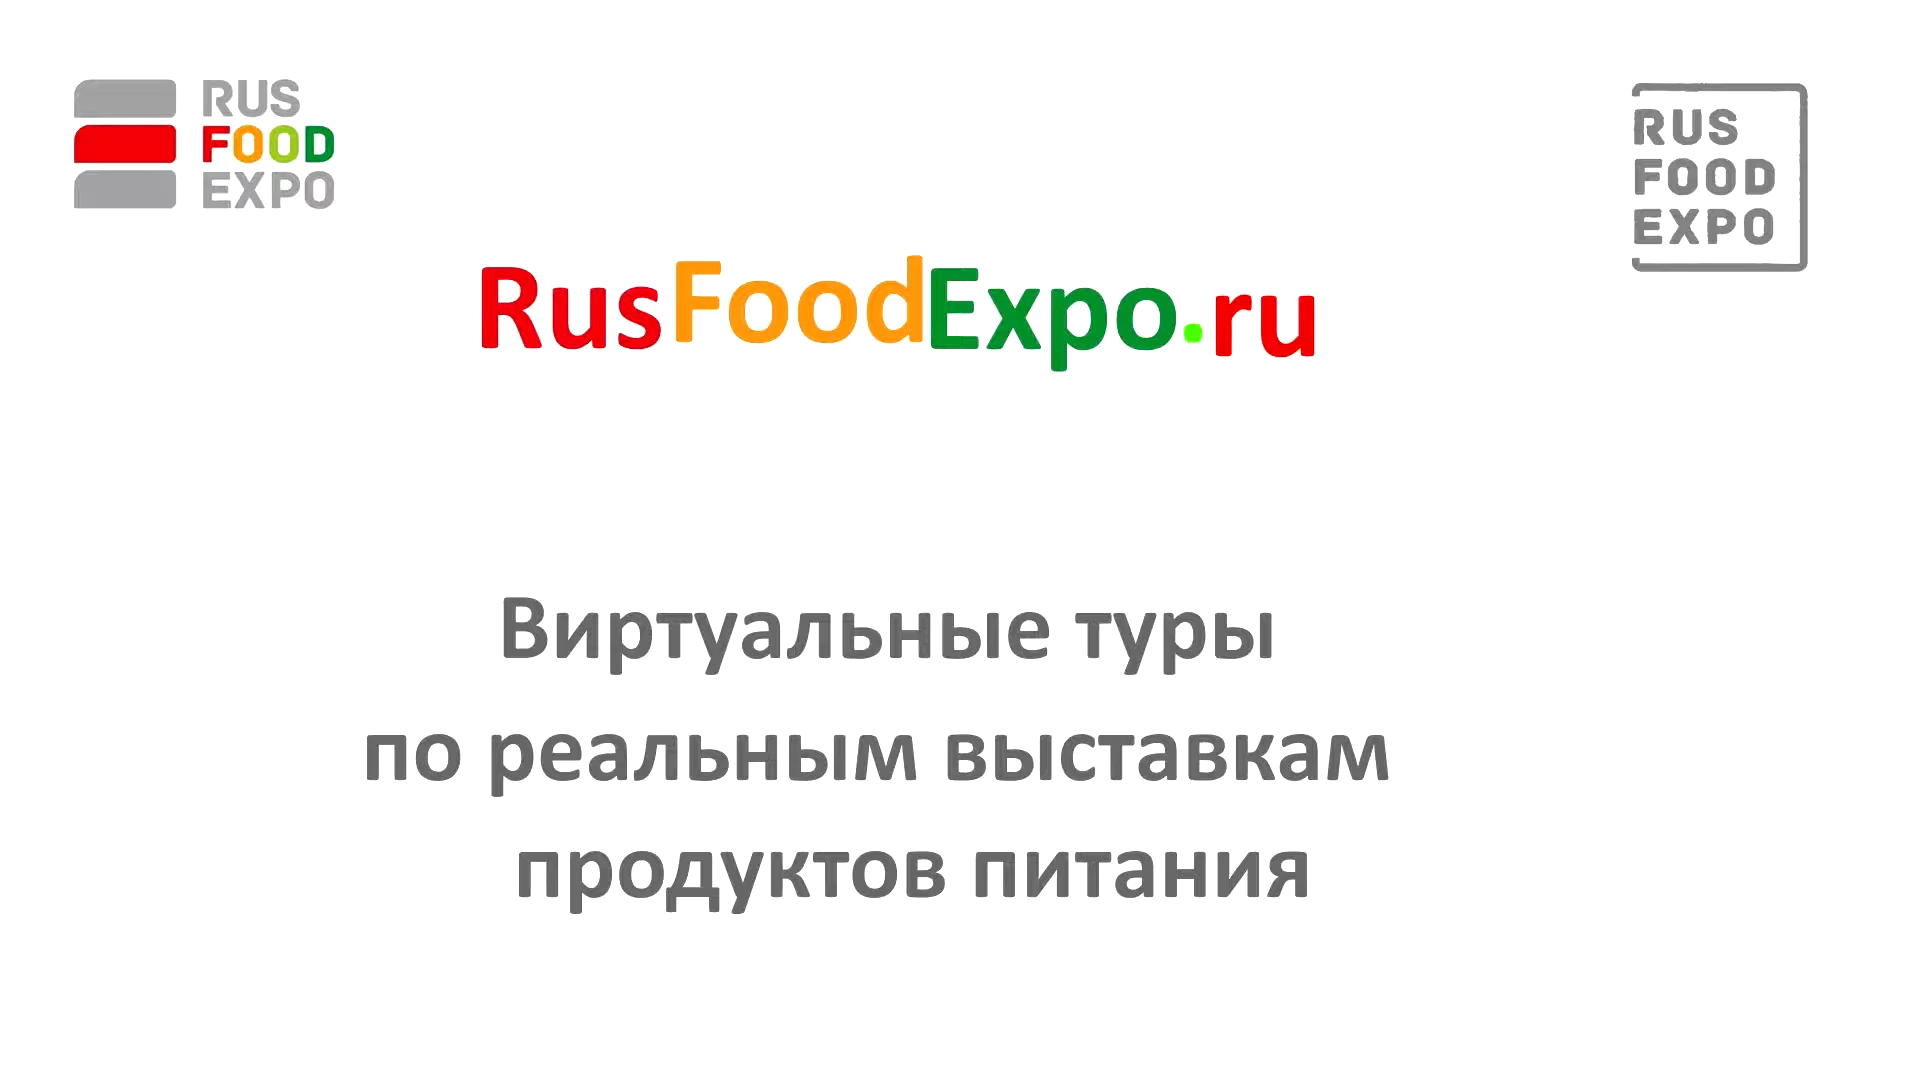 RUS
FOOD
EXPO
RUS
FOOD
EXPO
RusFoodExpo.ru
Виртуальные туры
по реальным выставкам
продуктов питания